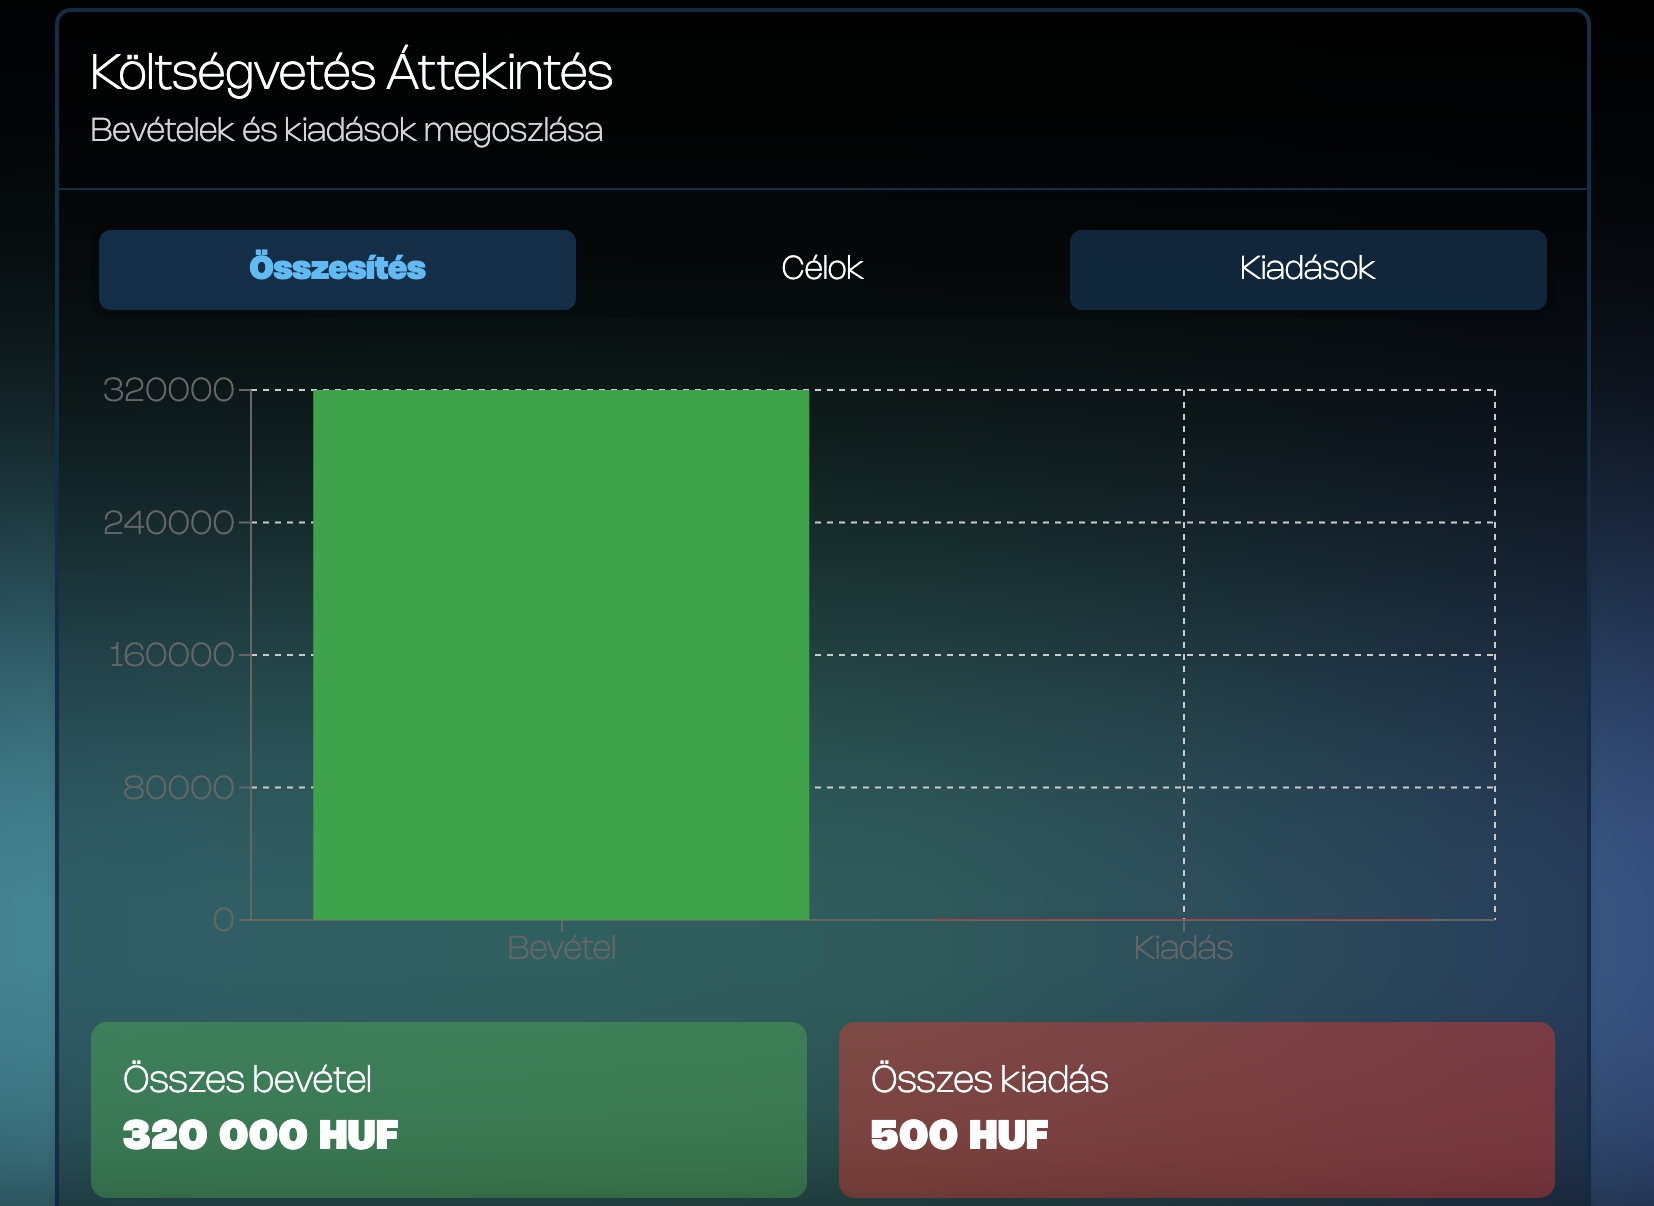 Költségvetés Áttekintés
Bevételek és kiadások megoszlása
Összesítés
Célok
Kiadások
320000
240000
160000
80000
0
Bevétel
Kiadás
Összes bevétel
320 000 HUF
Összes kiadás
500 HUF